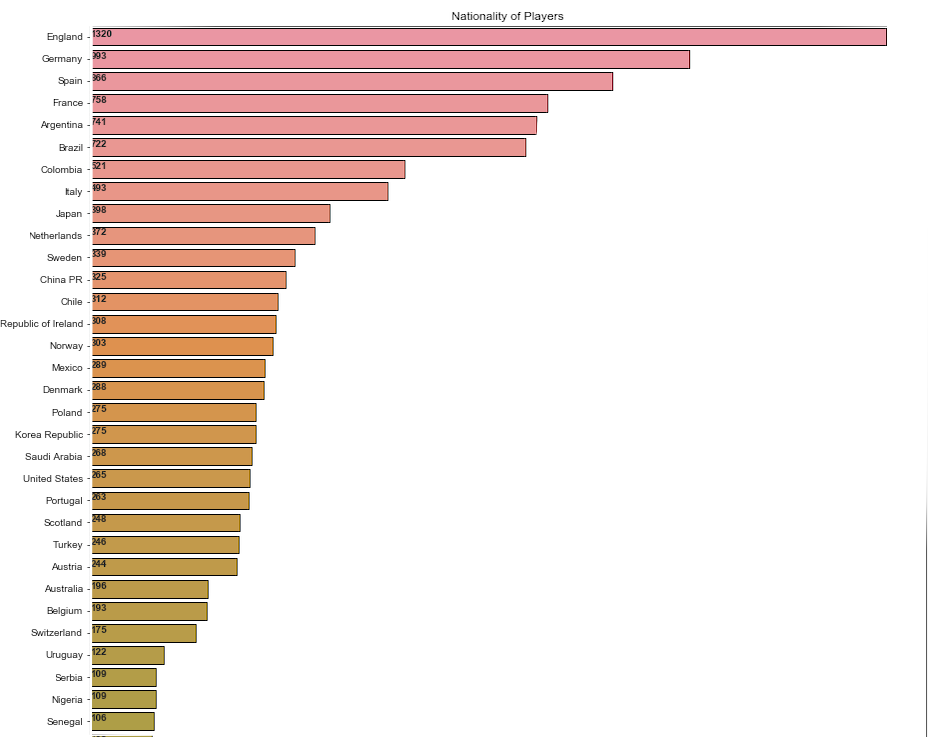 Nationality of Players
England 1320
Germany 993
Spain 866
France 758
Argentina 741
Brazil 722
Colombia 521
Italy 493
Japan 398
Netherlands 372
Sweden 339
China PR 325
Chile 312
Republic of Ireland 308
Norway 303
Mexico 289
Denmark 288
Poland 275
Korea Republic 275
Saudi Arabia 268
United States 265
Portugal 263
Scotland 248
Turkey 246
Austria 244
Australia 196
Belgium 193
Switzerland 175
Uruguay 122
Serbia 109
Nigeria 109
Senegal 106